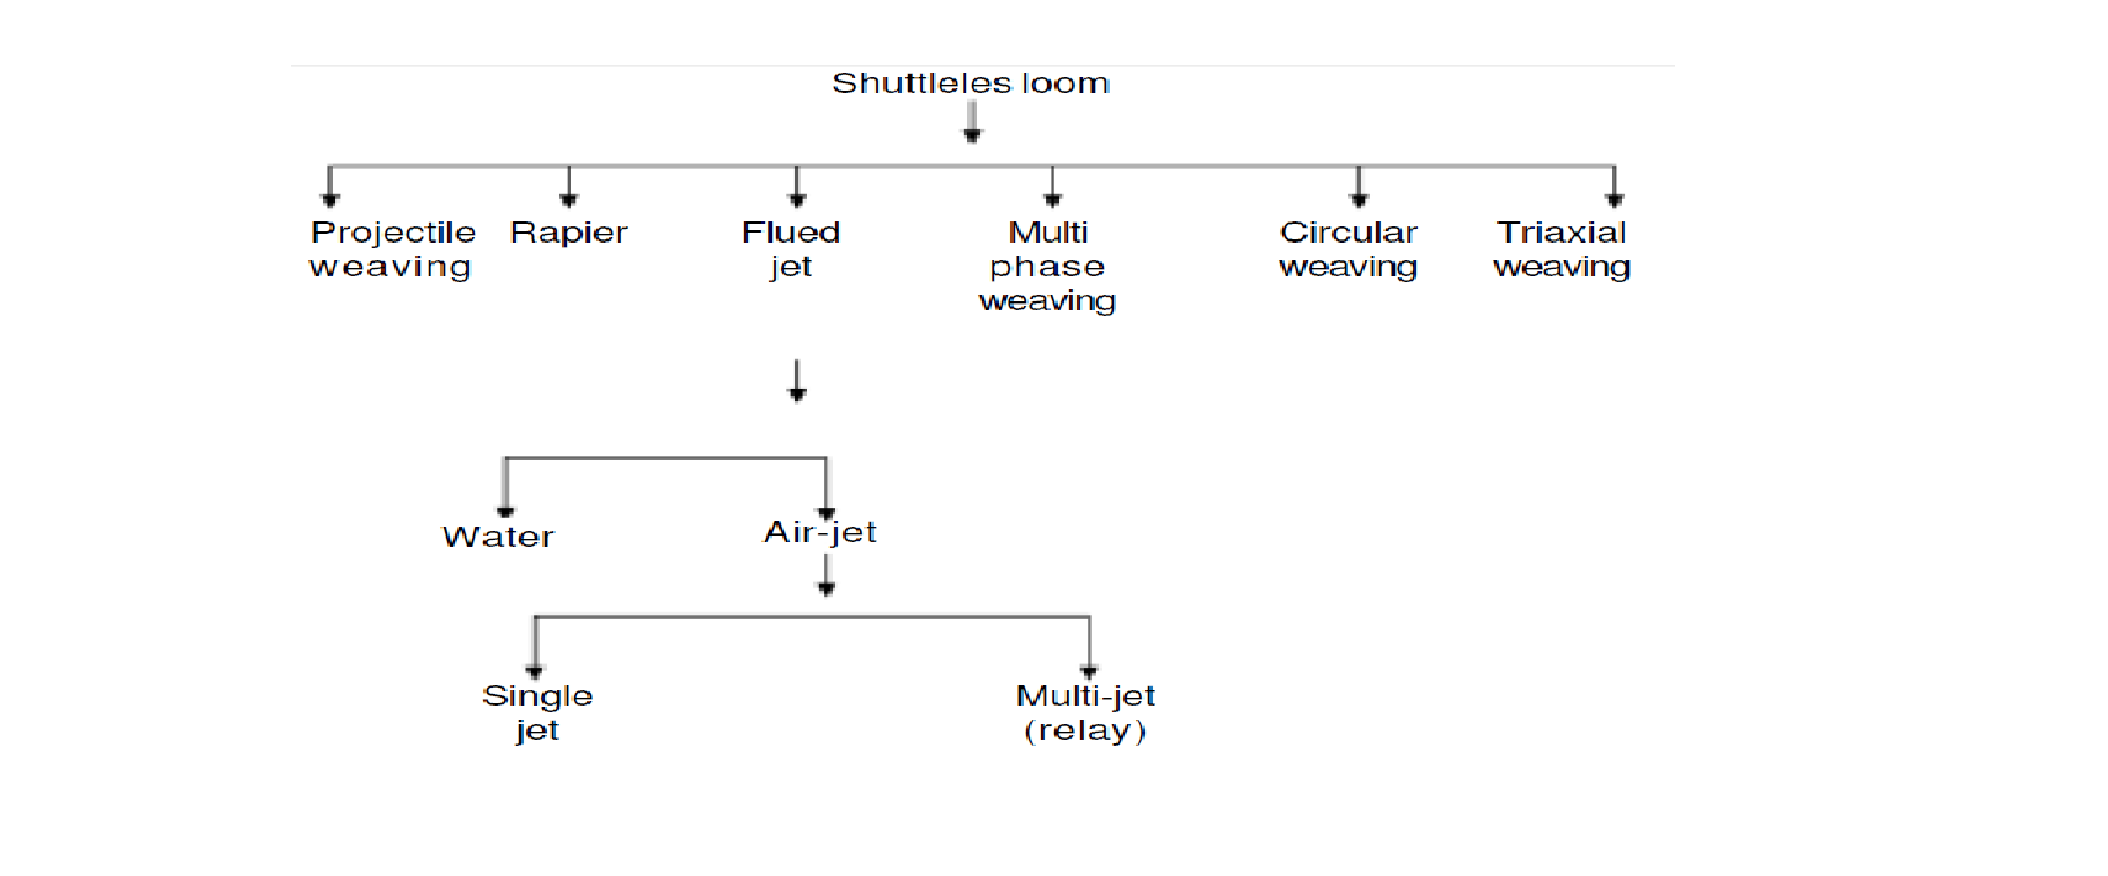 Shuttleles loom
Projectile
weaving
Rapier
Flued
jet
Multi
phase
weaving
Circular
weaving
Triaxial
weaving
Water
Air-jet
Single
jet
Multi-jet
(relay)